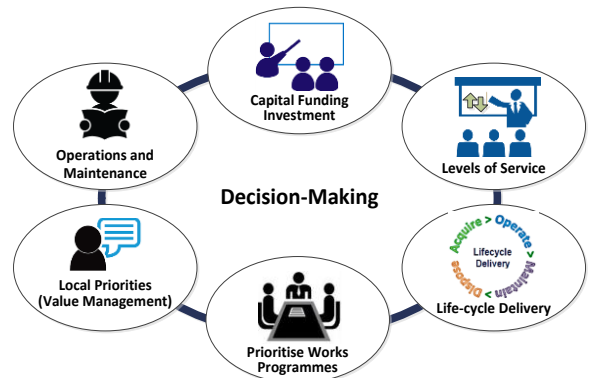 Capital Funding
Investment
Operations and
Maintenance
Levels of Service
Decision-Making
Local Priorities
(Value Management)
Acquire > Operate > Maintain > Dispose
Lifecycle
Delivery
Life-cycle Delivery
Prioritise Works
Programmes